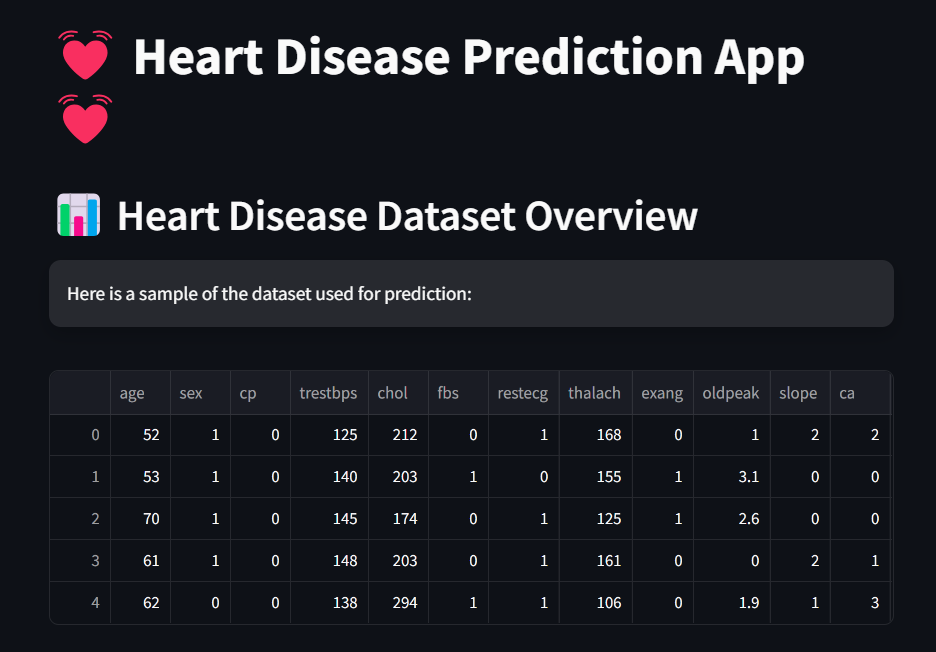 Heart Disease Prediction App
Heart Disease Dataset Overview
Here is a sample of the dataset used for prediction:
age sex cp trestbps chol fbs restecg thalach exang oldpeak slope ca
0 52 1 0 125 212 0 1 168 0 1 2 2
1 53 1 0 140 203 1 0 155 1 3.1 0 0
2 70 1 0 145 174 0 1 125 1 2.6 0 0
3 61 1 0 148 203 0 1 161 0 0 2 1
4 62 0 0 138 294 1 1 106 0 1.9 1 3